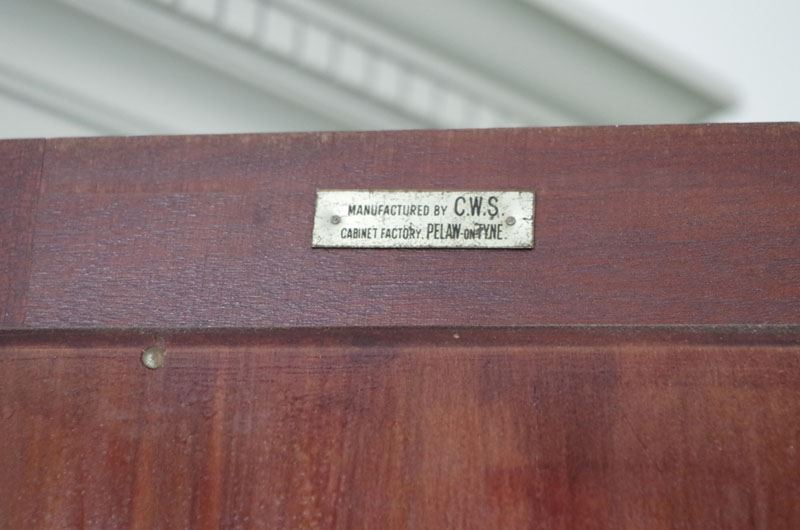 MANUFACTURED BY C.W.S.
CABINET FACTORY, PELAW-ON-TYNE.